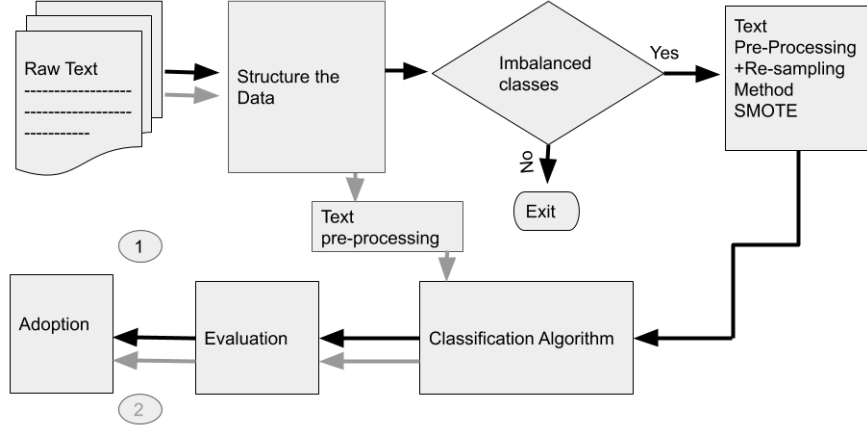 Raw Text
Structure the
Data
Imbalanced
classes
Yes
No
Exit
Text
Pre-Processing
+Re-sampling
Method
SMOTE
Text
pre-processing
1
Adoption
Evaluation
Classification Algorithm
2